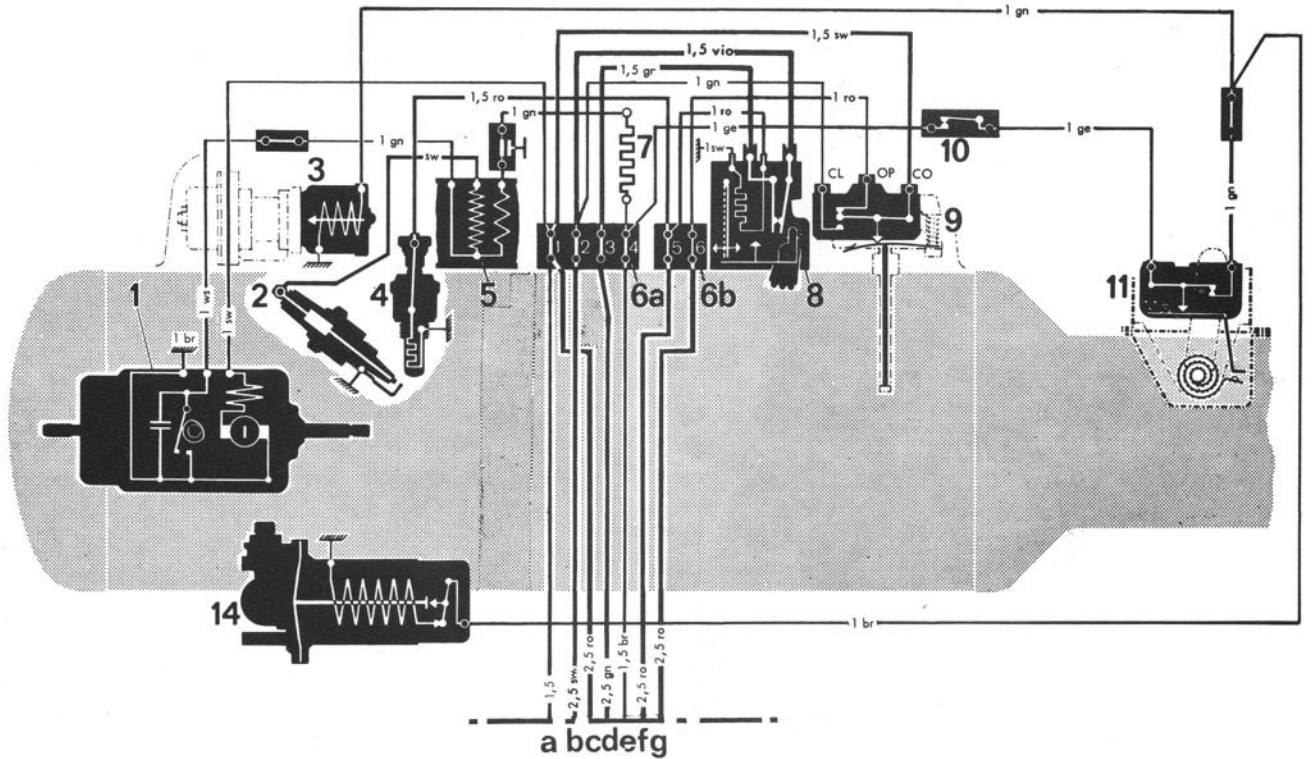 1 gn
1,5 sw
1,5 vio
1,5 gr
1 gn
1,5 ro
1 gn
1 ro
1 ro
1 ge
1 ge
1 gn
sw
1 sw
7
10
3
CL
OP
CO
9
1 gn
1
2
3
4
5
6
2
4
5
6a
6b
8
11
1
1 ws
1 sw
1 br
14
1 br
1,5
2,5 sw
2,5 ro
2,5 gn
1,5 br
2,5 ro
2,5 ro
a b c d e f g